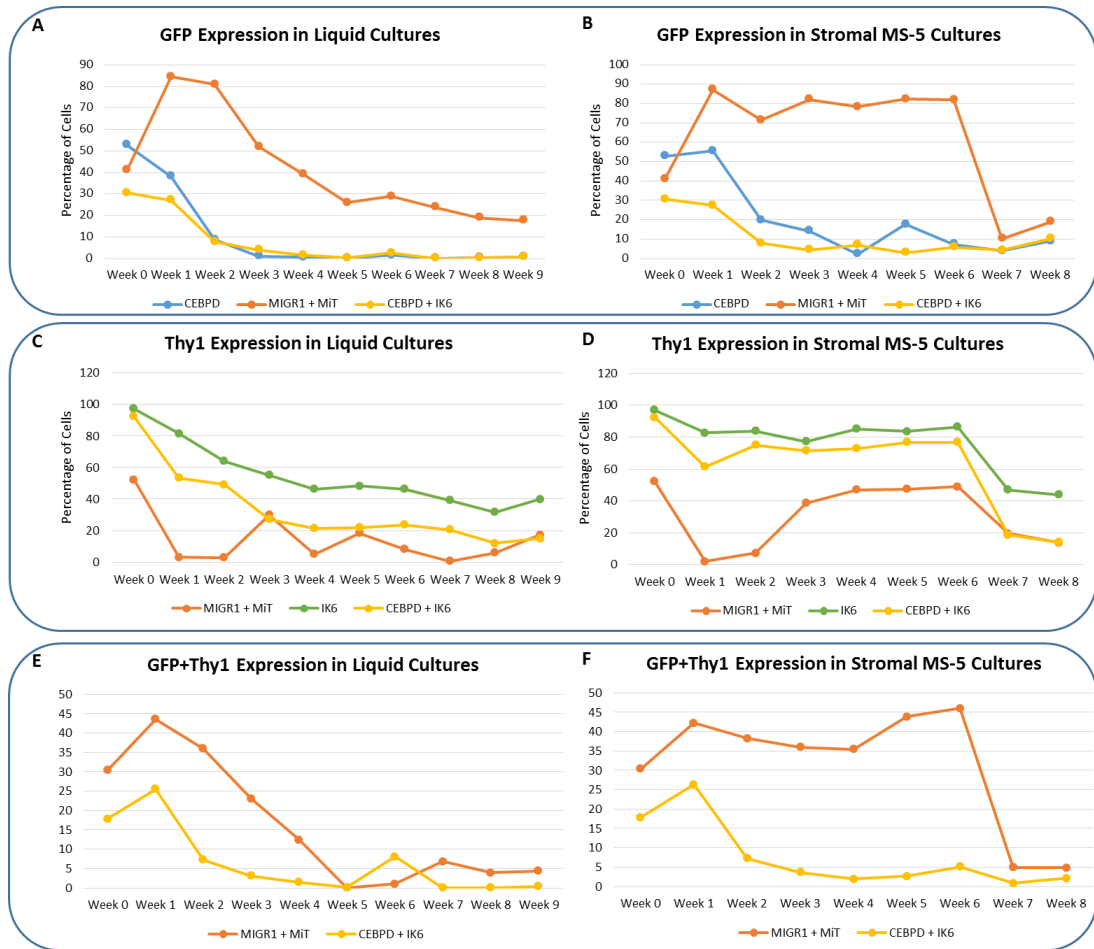 A
GFP Expression in Liquid Cultures
Percentage of Cells
90
80
70
60
50
40
30
20
10
0
Week 0 Week 1 Week 2 Week 3 Week 4 Week 5 Week 6 Week 7 Week 8 Week 9
CEBPD MIGR1 + MiT CEBPD + IK6
B
GFP Expression in Stromal MS-5 Cultures
Percentage of Cells
100
90
80
70
60
50
40
30
20
10
0
Week 0 Week 1 Week 2 Week 3 Week 4 Week 5 Week 6 Week 7 Week 8
CEBPD MIGR1 + MiT CEBPD + IK6
C
Thy1 Expression in Liquid Cultures
Percentage of Cells
120
100
80
60
40
20
0
Week 0 Week 1 Week 2 Week 3 Week 4 Week 5 Week 6 Week 7 Week 8 Week 9
MIGR1 + MiT IK6 CEBPD + IK6
D
Thy1 Expression in Stromal MS-5 Cultures
Percentage of Cells
120
100
80
60
40
20
0
Week 0 Week 1 Week 2 Week 3 Week 4 Week 5 Week 6 Week 7 Week 8
MIGR1 + MiT IK6 CEBPD + IK6
E
GFP+Thy1 Expression in Liquid Cultures
50
45
40
35
30
25
20
15
10
5
0
Week 0 Week 1 Week 2 Week 3 Week 4 Week 5 Week 6 Week 7 Week 8 Week 9
MIGR1 + MiT CEBPD + IK6
F
GFP+Thy1 Expression in Stromal MS-5 Cultures
50
45
40
35
30
25
20
15
10
5
0
Week 0 Week 1 Week 2 Week 3 Week 4 Week 5 Week 6 Week 7 Week 8
MIGR1 + MiT CEBPD + IK6